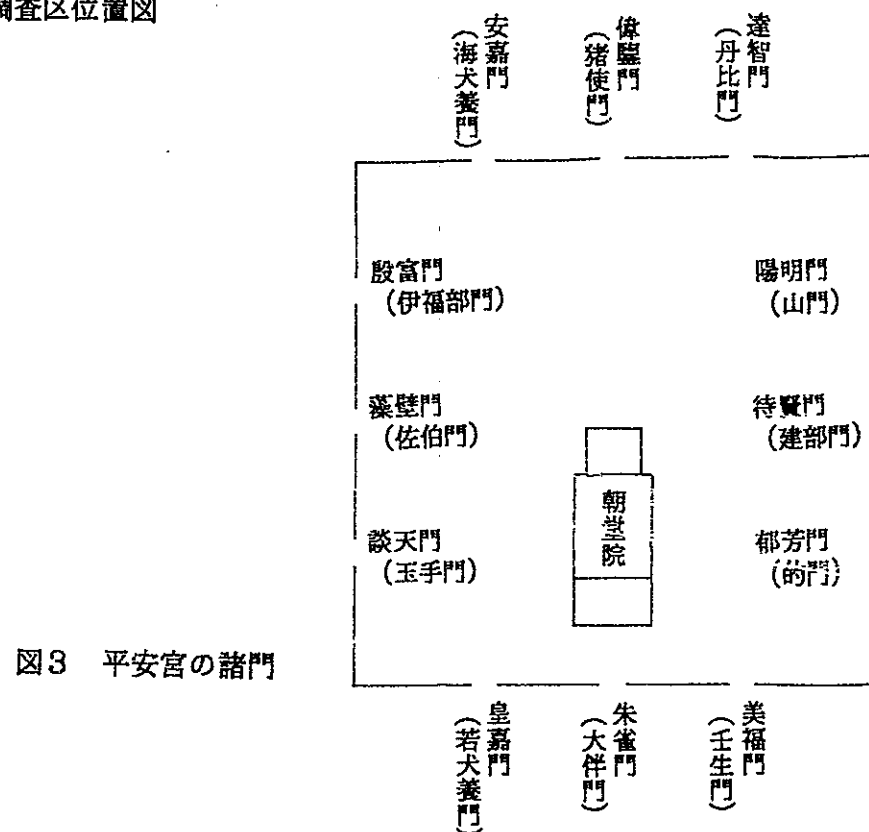 調査区位置図
達智門
(丹比門)
偉鑒門
(猪使門)
安嘉門
(海犬養門)
殷富門
(伊福部門)
陽明門
(山門)
藻壁門
(佐伯門)
待賢門
(建部門)
朝堂院
談天門
(玉手門)
郁芳門
(的門)
図3 平安宮の諸門
美福門
(壬生門)
朱雀門
(大伴門)
皇嘉門
(若犬養門)